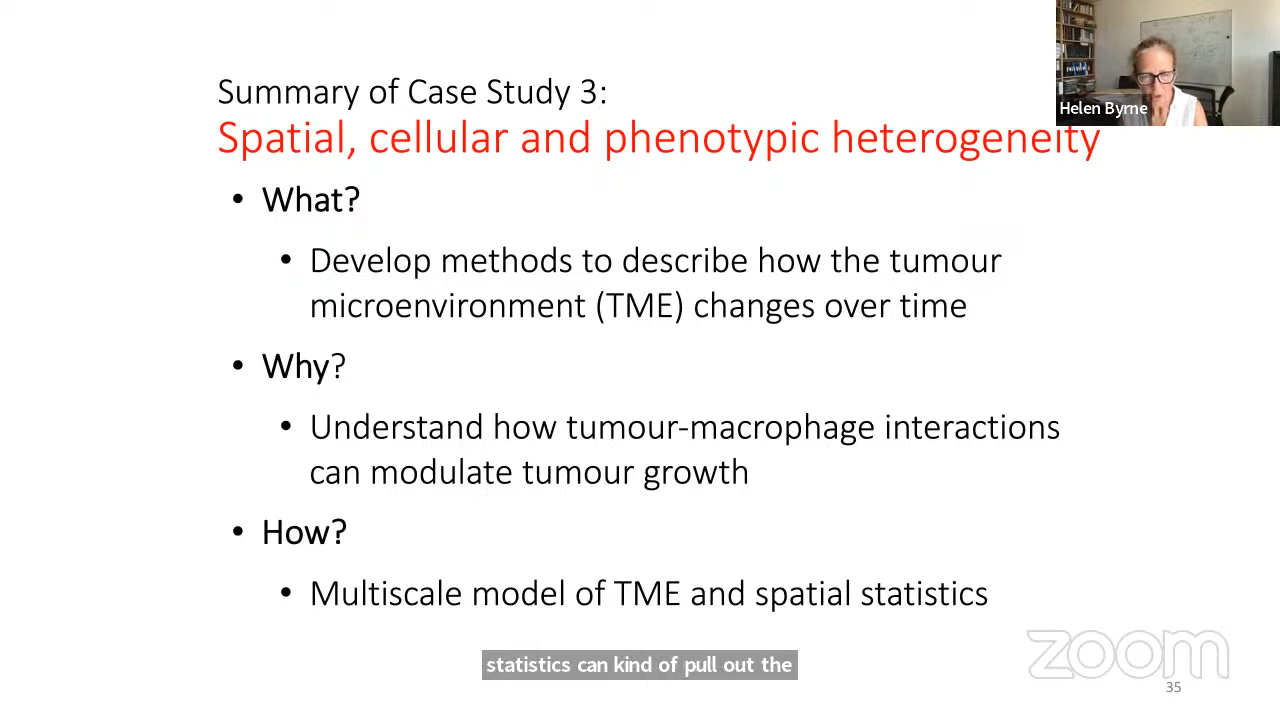 Summary of Case Study 3:
Spatial, cellular and phenotypic heterogeneity
Helen Byrne
• What?
• Develop methods to describe how the tumour
microenvironment (TME) changes over time
• Why?
• Understand how tumour-macrophage interactions
can modulate tumour growth
• How?
• Multiscale model of TME and spatial statistics
statistics can kind of pull out the
zoom
35